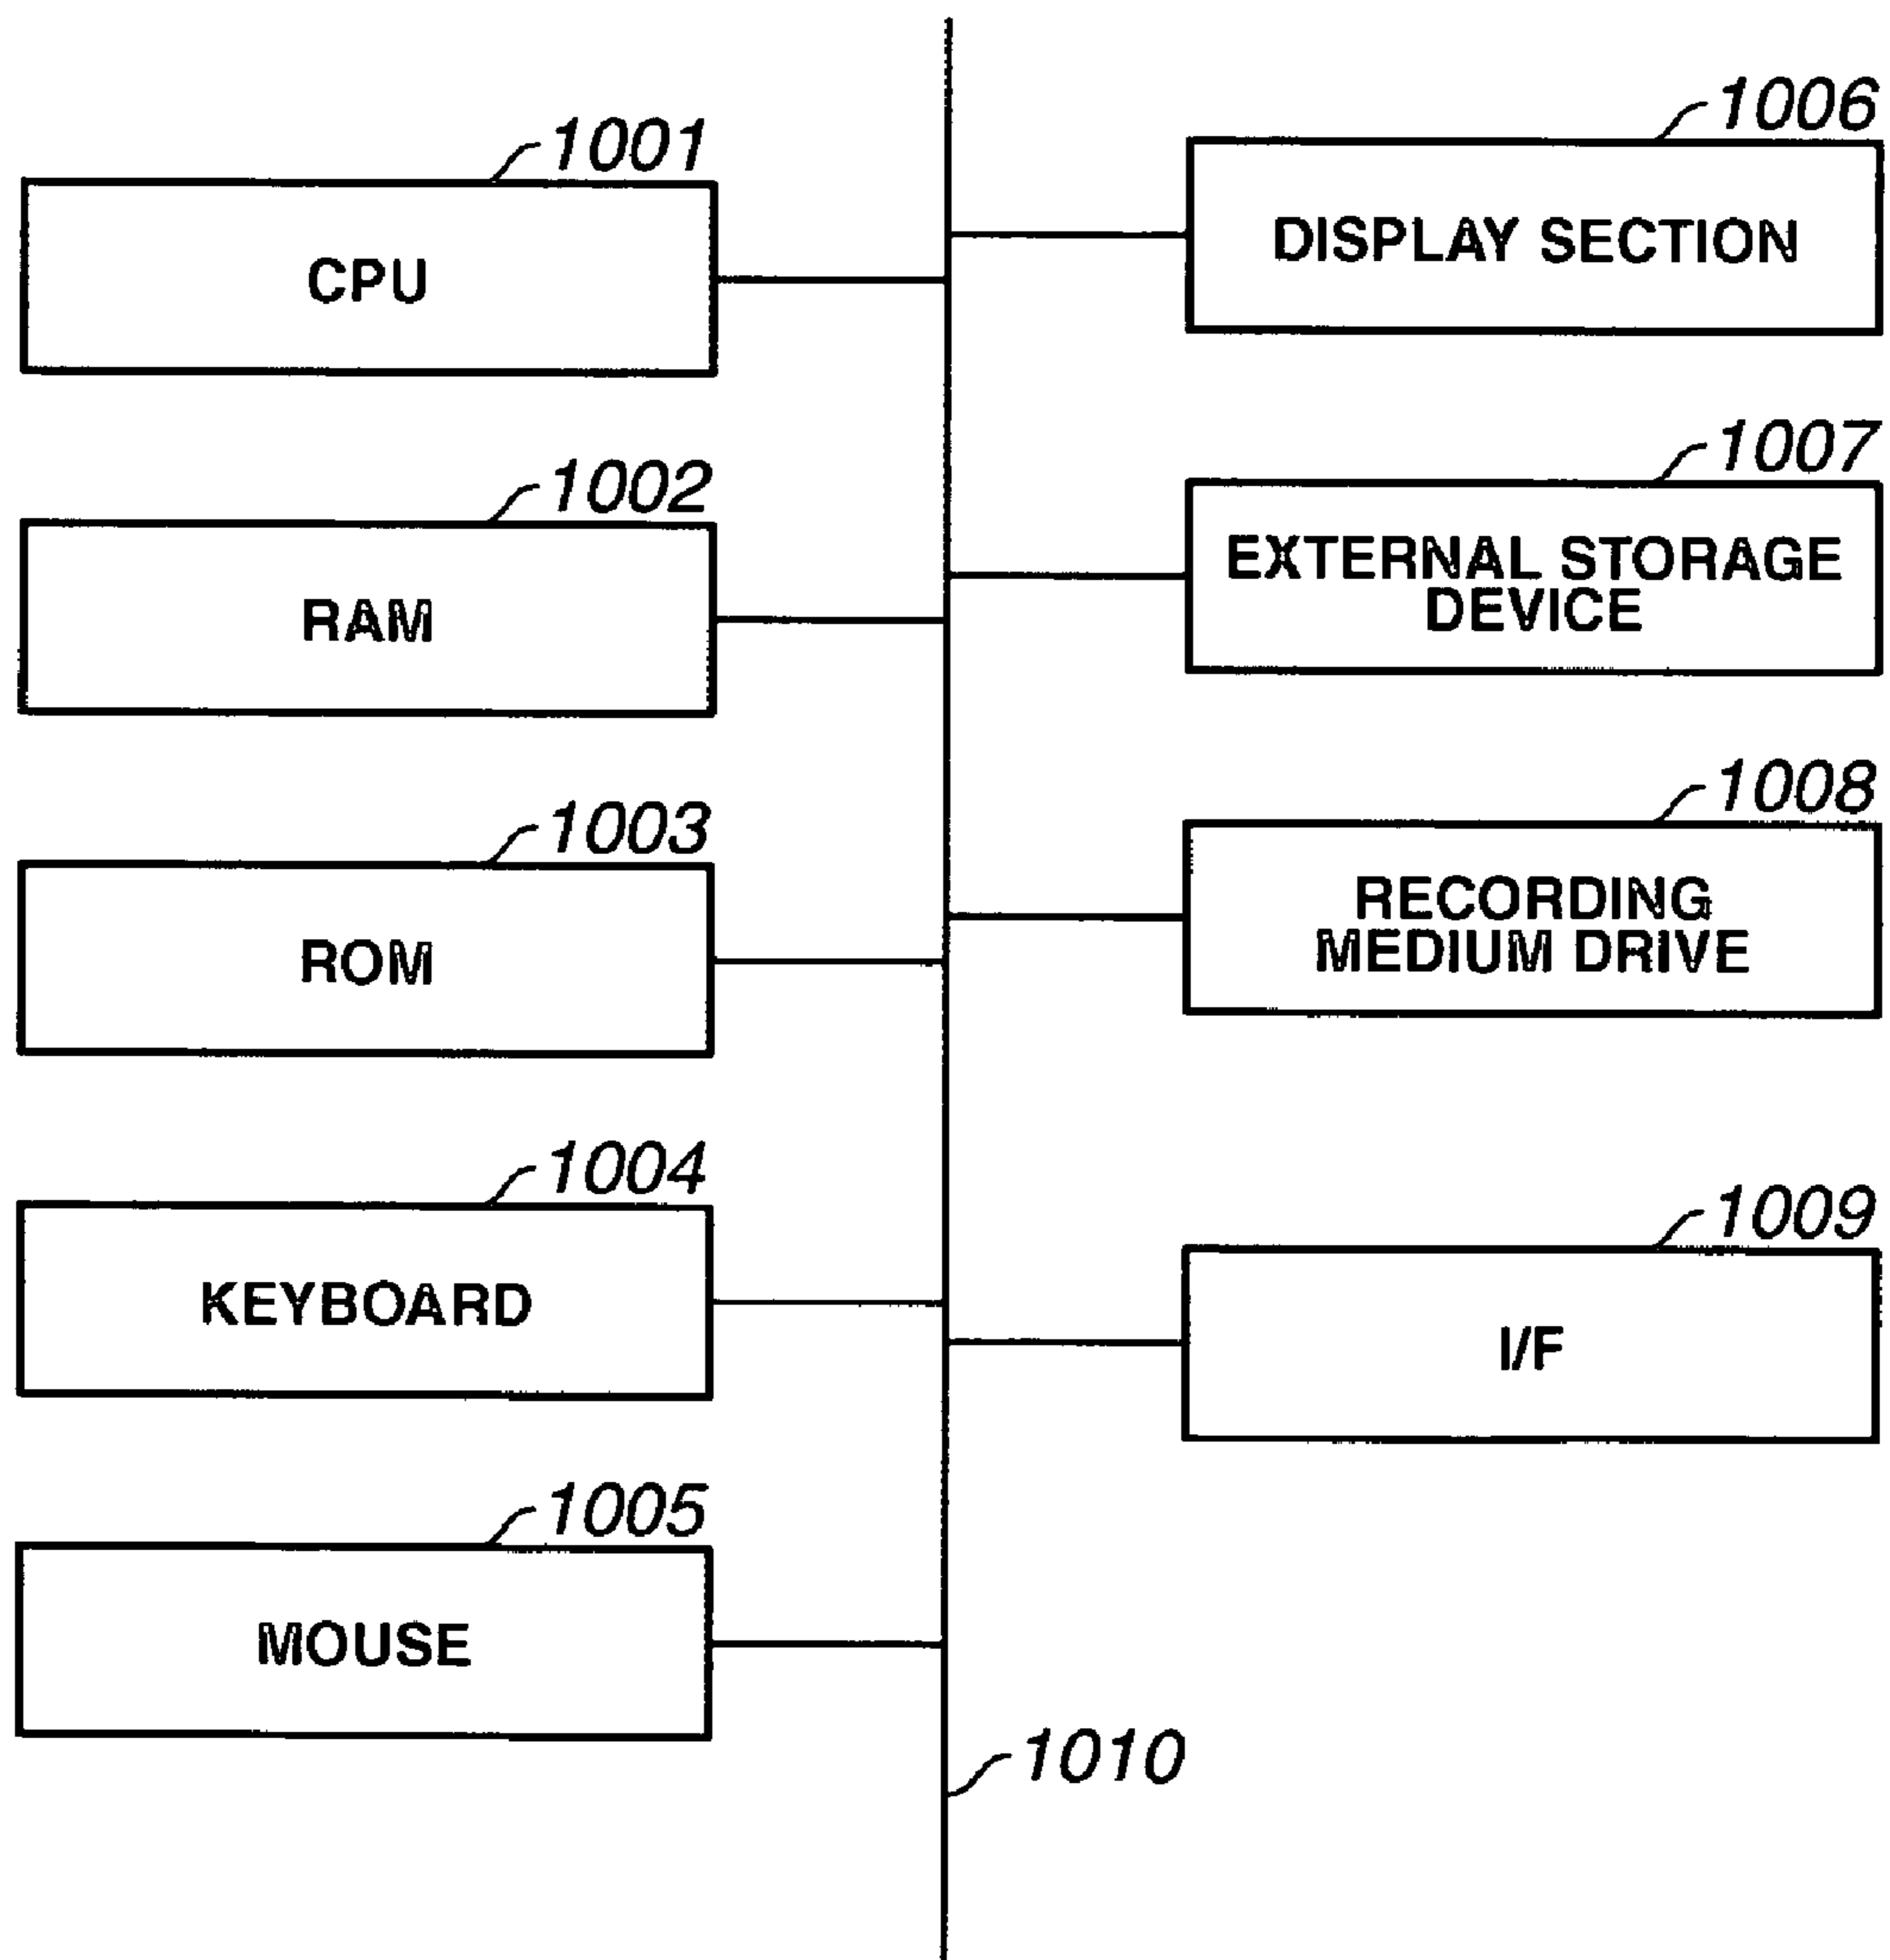 1001
CPU
1002
RAM
1003
ROM
1004
KEYBOARD
1005
MOUSE
1006
DISPLAY SECTION
1007
EXTERNAL STORAGE
DEVICE
1008
RECORDING
MEDIUM DRIVE
1009
I/F
1010